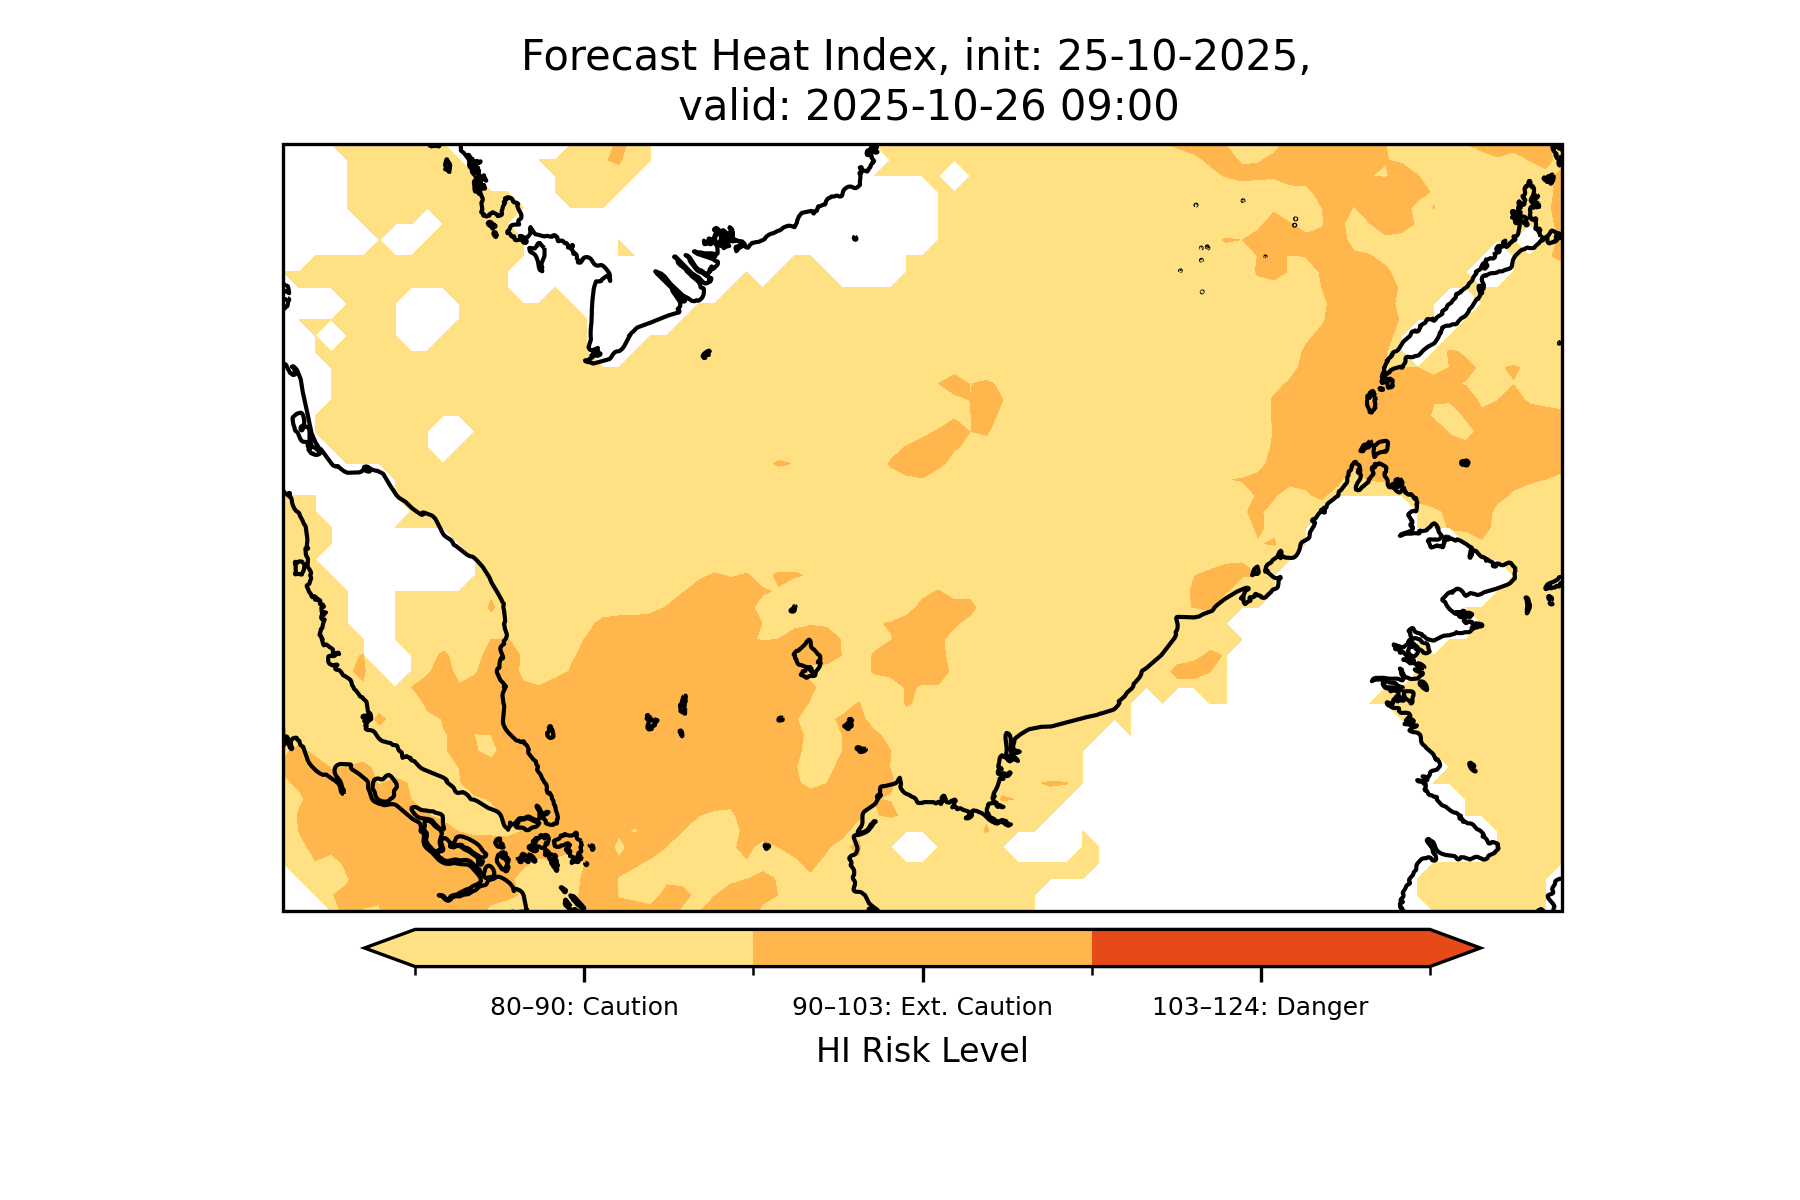 Forecast Heat Index, init: 25-10-2025,
valid: 2025-10-26 09:00
80–90: Caution
90–103: Ext. Caution
103–124: Danger
HI Risk Level